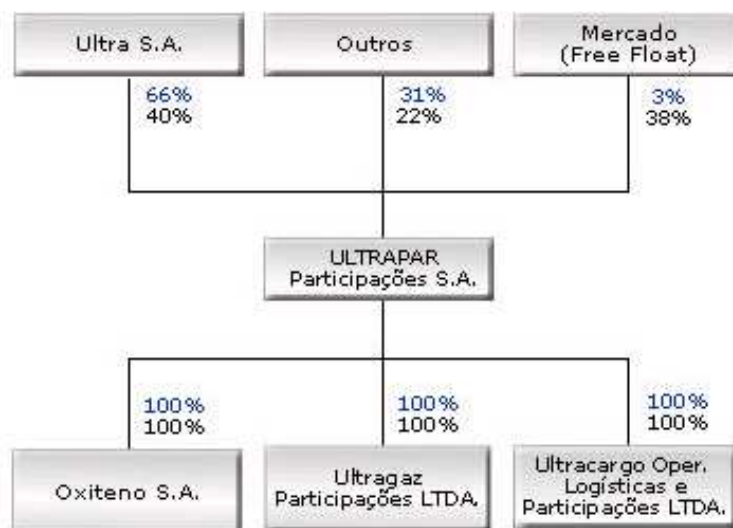 Ultra S.A.
Outros
Mercado
(Free Float)
66%
40%
31%
22%
3%
38%
ULTRAPAR
Participações S.A.
100%
100%
100%
100%
100%
100%
Oxiteno S.A.
Ultragaz
Participações LTDA.
Ultracargo Oper.
Logísticas e
Participações LTDA.